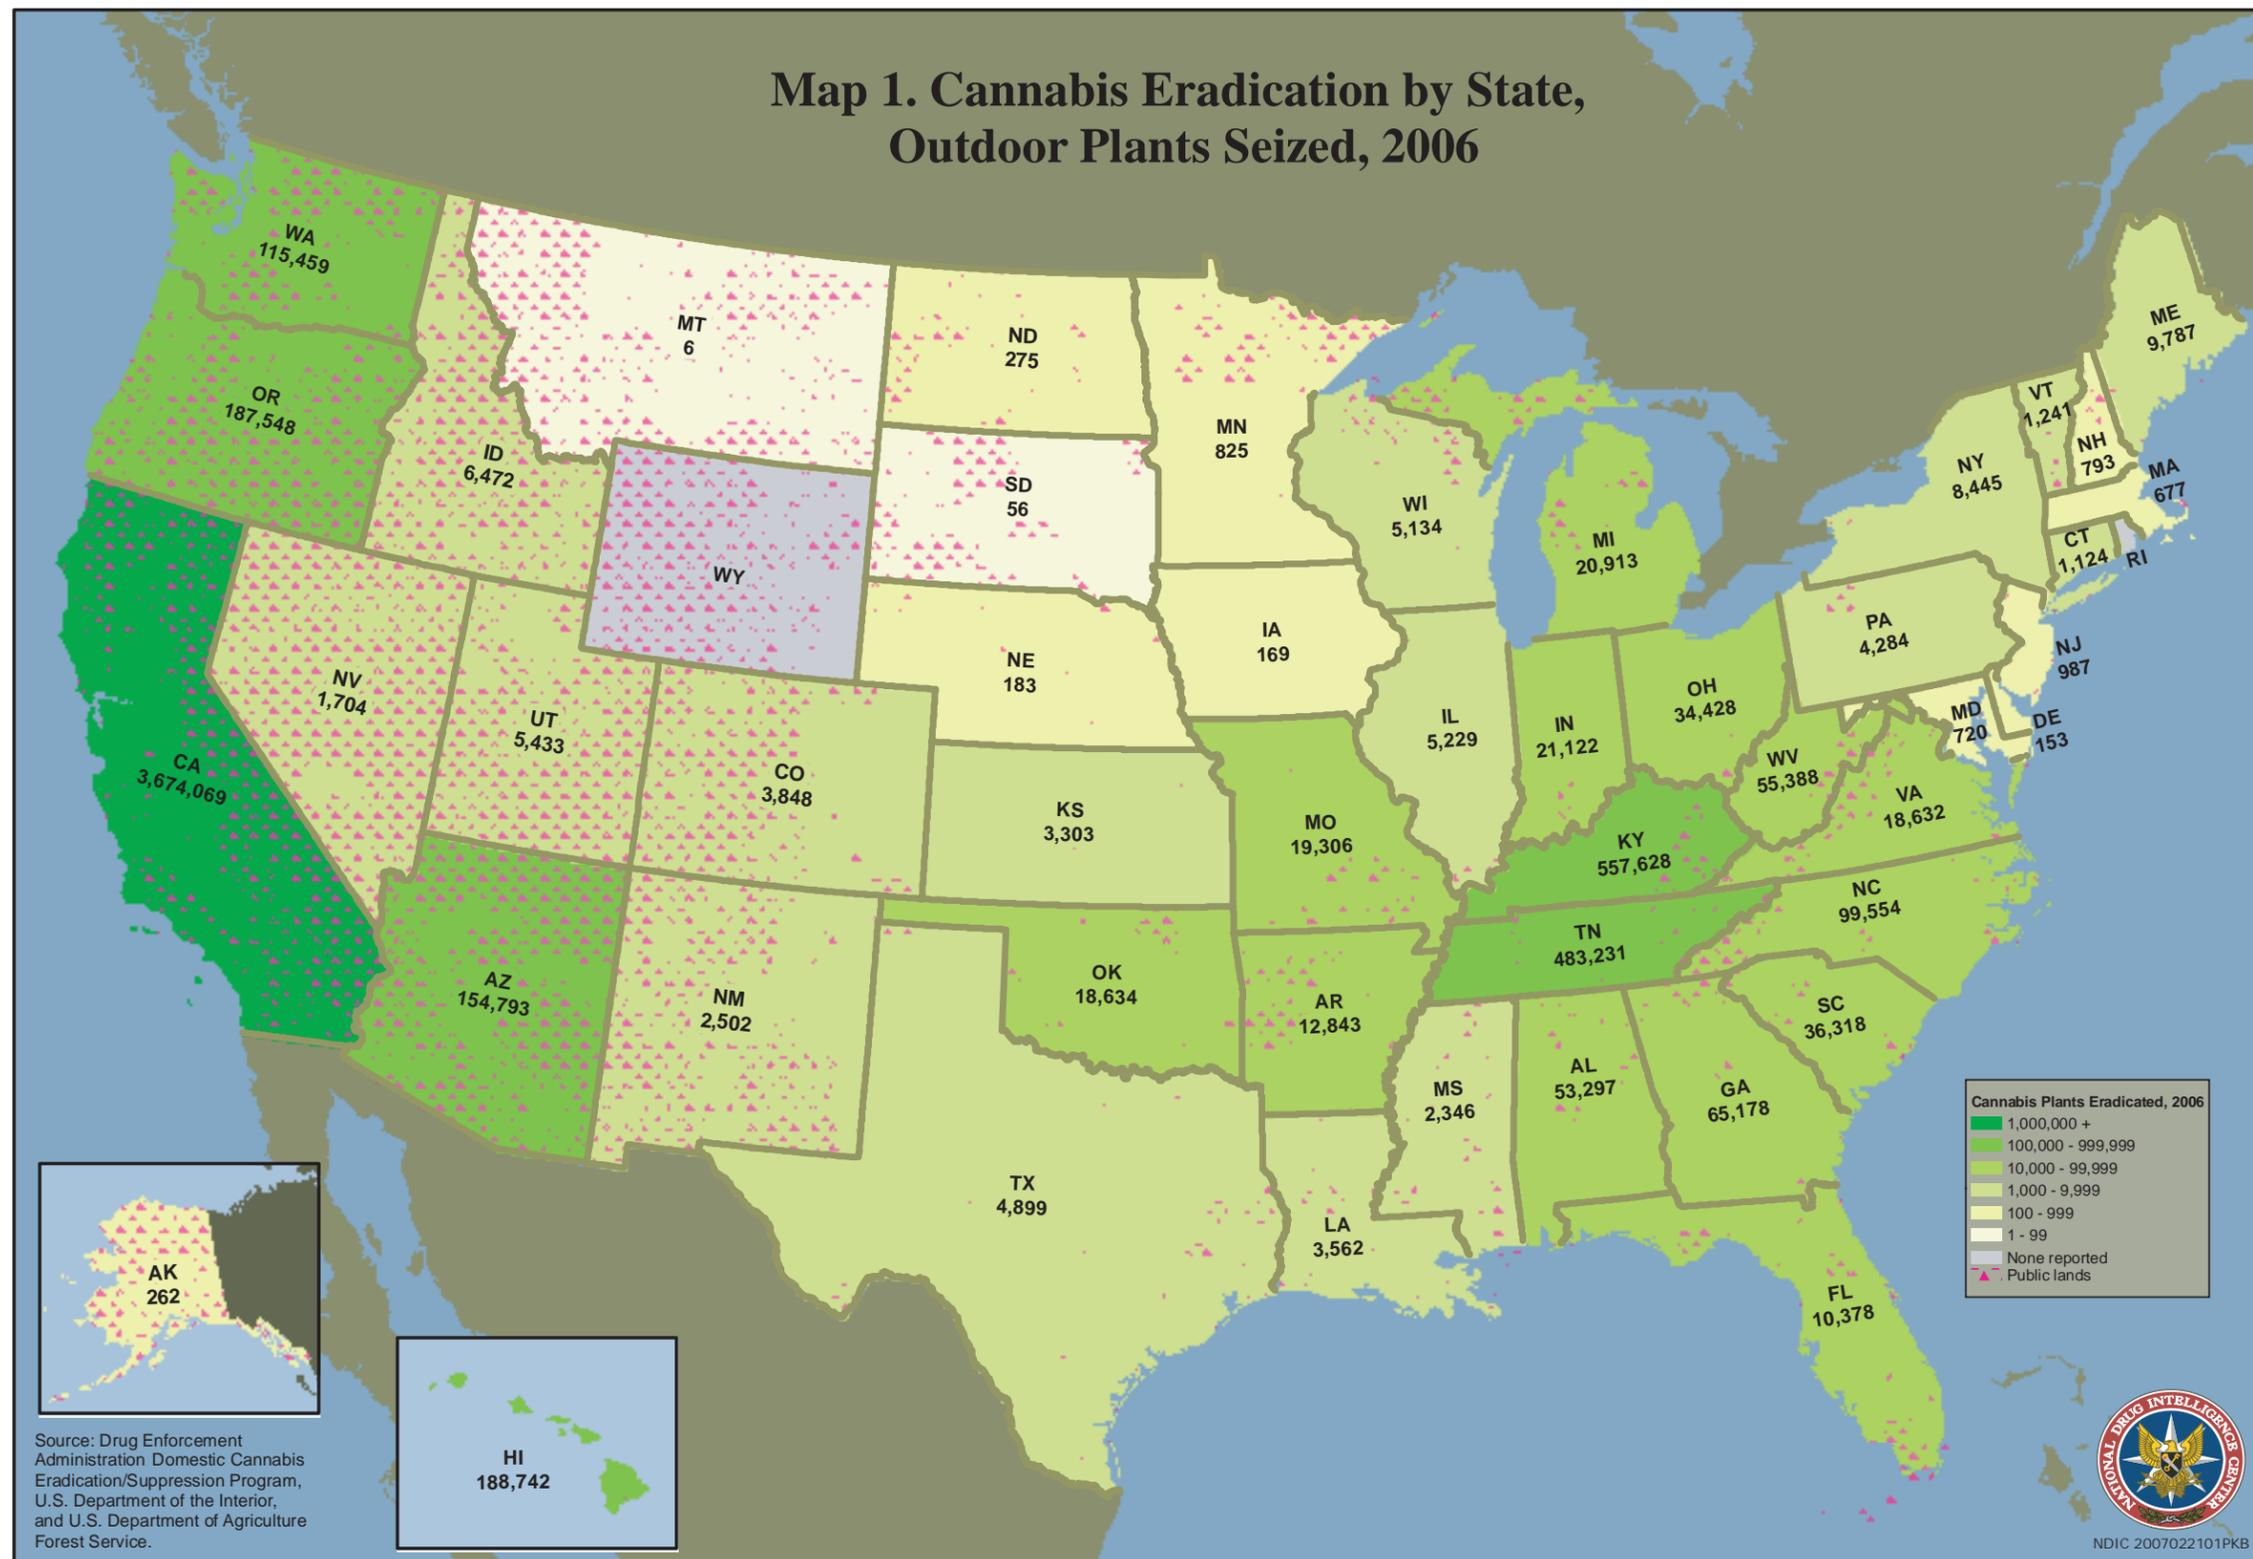 Map 1. Cannabis Eradication by State,
Outdoor Plants Seized, 2006
WA
115,459
OR
187,548
CA
3,674,069
ID
6,472
NV
1,704
MT
6
WY
UT
5,433
AZ
154,793
CO
3,848
NM
2,502
ND
275
SD
56
NE
183
KS
3,303
OK
18,634
TX
4,899
MN
825
IA
169
MO
19,306
AR
12,843
LA
3,562
WI
5,134
IL
5,229
MI
20,913
IN
21,122
OH
34,428
KY
557,628
TN
483,231
MS
2,346
AL
53,297
GA
65,178
FL
10,378
SC
36,318
NC
99,554
VA
18,632
WV
55,388
PA
4,284
NY
8,445
VT
1,241
NH
793
ME
9,787
MA
677
CT
1,124
RI
NJ
987
MD
720
DE
153
AK
262
HI
188,742
Cannabis Plants Eradicated, 2006
1,000,000 +
100,000 - 999,999
10,000 - 99,999
1,000 - 9,999
100 - 999
1 - 99
None reported
Public lands
Source: Drug Enforcement
Administration Domestic Cannabis
Eradication/Suppression Program,
U.S. Department of the Interior,
and U.S. Department of Agriculture
Forest Service.
NATIONAL DRUG INTELLIGENCE CENTER
NDIC 2007022101PKB